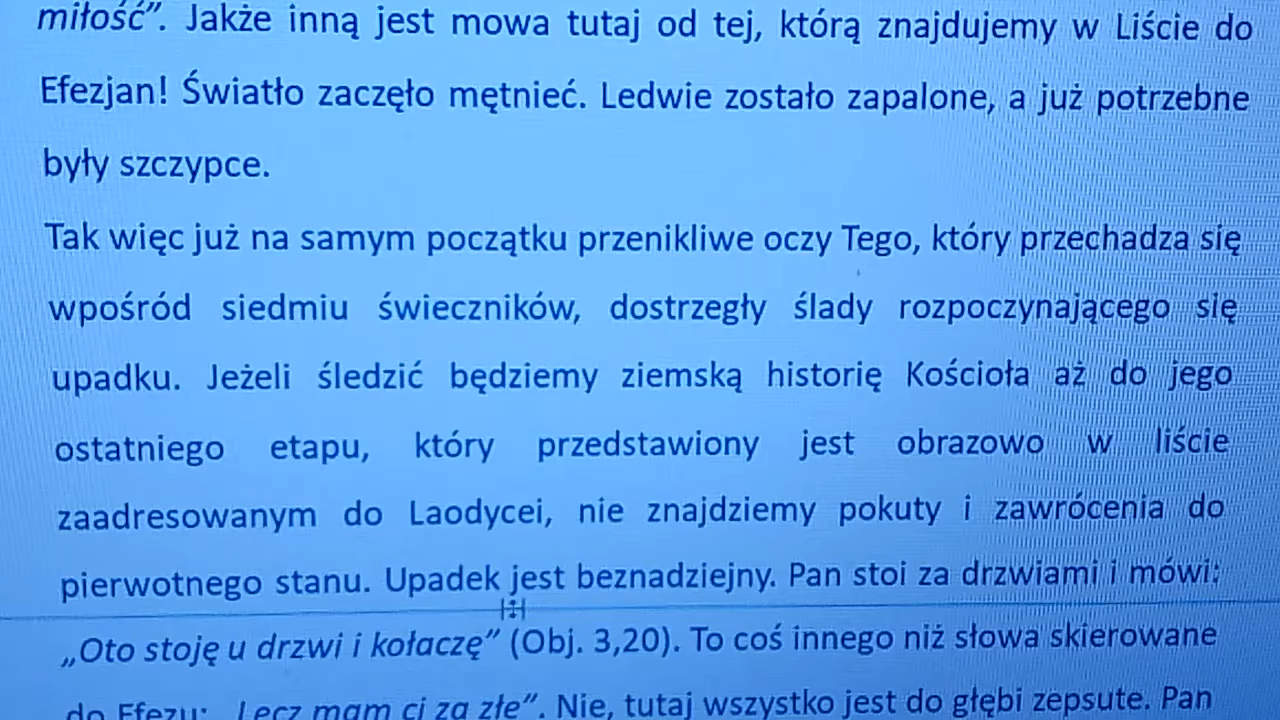 miłość”. Jakże inną jest mowa tutaj od tej, którą znajdujemy w Liście do
Efezjan! Światło zaczęło mętnieć. Ledwie zostało zapalone, a już potrzebne
były szczypce.
Tak więc już na samym początku przenikliwe oczy Tego, który przechadza się
wpośród siedmiu świeczników, dostrzegły ślady rozpoczynającego się
upadku. Jeżeli śledzić będziemy ziemską historię Kościoła aż do jego
ostatniego etapu, który przedstawiony jest obrazowo w liście
zaadresowanym do Laodycei, nie znajdziemy pokuty i zawrócenia do
pierwotnego stanu. Upadek jest beznadziejny. Pan stoi za drzwiami i mówi:
„Oto stoję u drzwi i kołaczę” (Obj. 3,20). To coś innego niż słowa skierowane
do Efezu: „Lecz mam ci za złe”. Nie, tutaj wszystko jest do głębi zepsute. Pan